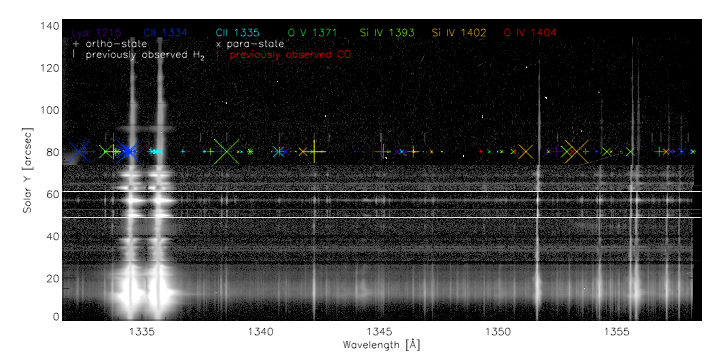 Lyα 1215 CII 1334 CII 1335 O V 1371 Si IV 1393 Si IV 1402 O IV 1404
+ ortho-state × para-state
| previously observed H₂ | previously observed CO
140
120
100
80
60
40
20
0
Solar Y [arcsec]
1335 1340 1345 1350 1355
Wavelength [Å]